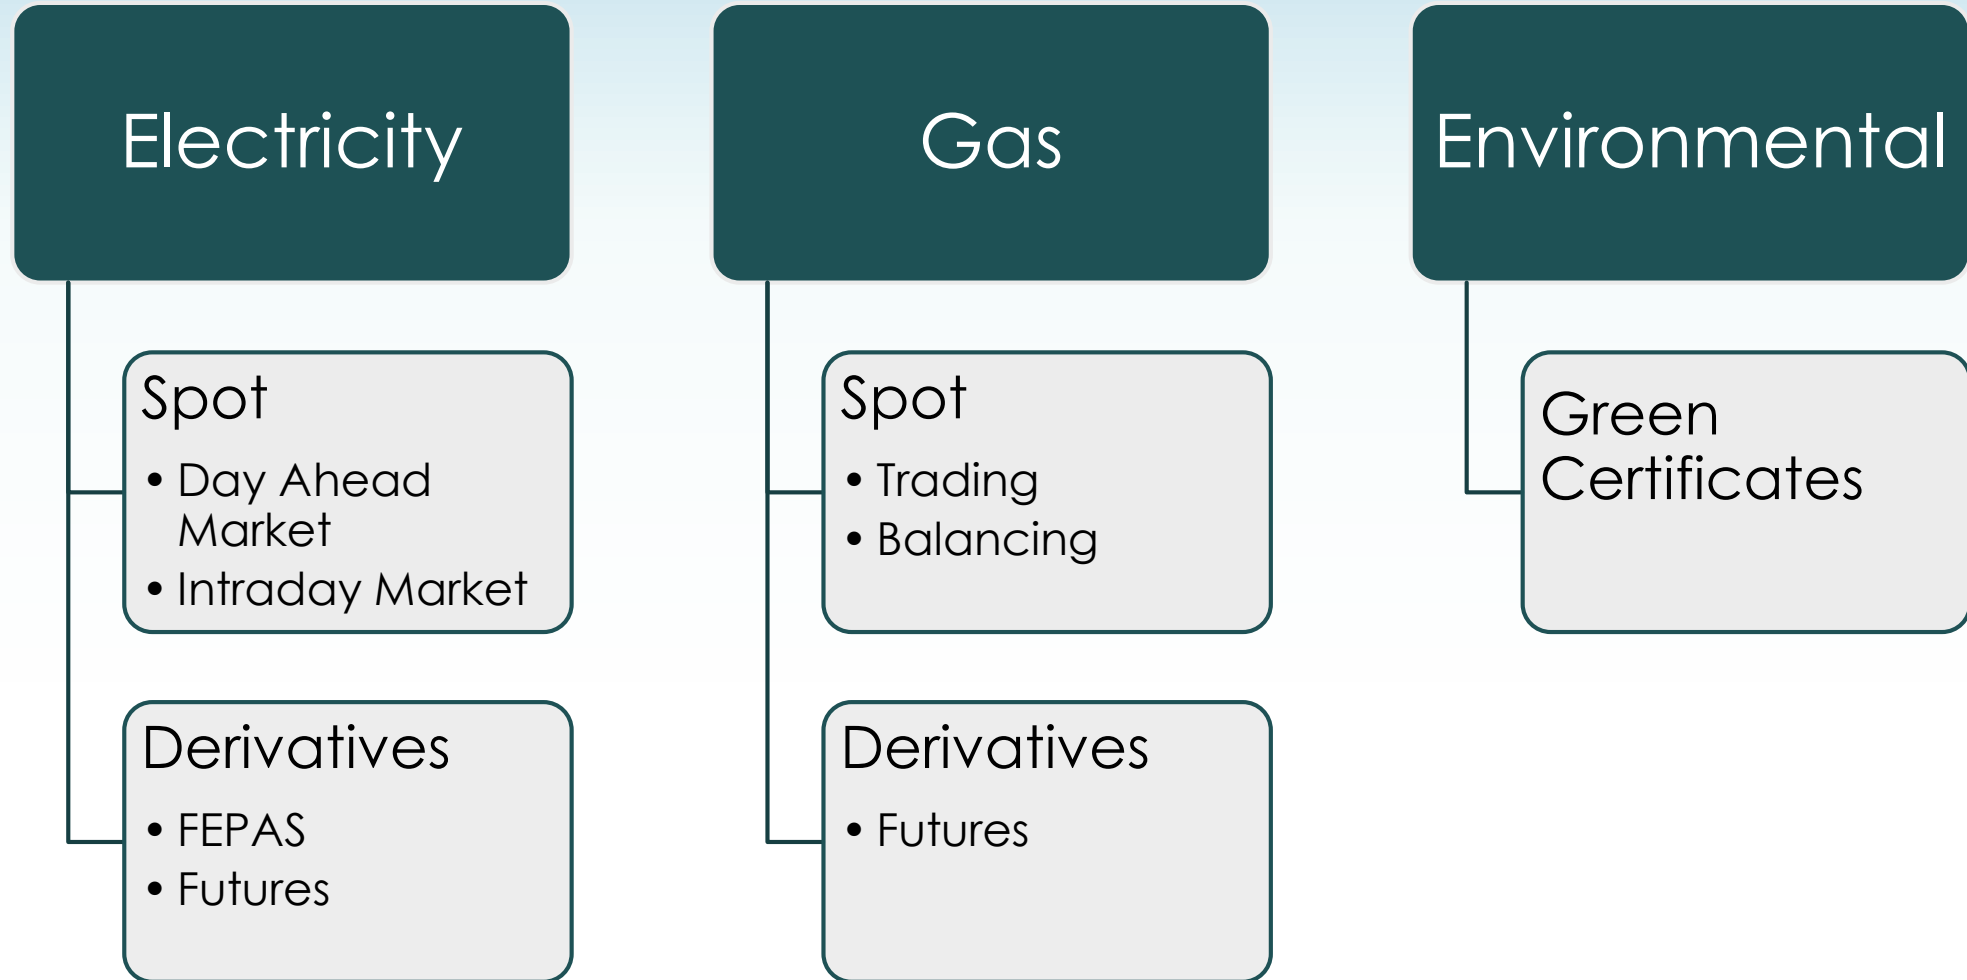 Electricity
Spot
• Day Ahead
Market
• Intraday Market
Derivatives
• FEPAS
• Futures
Gas
Spot
• Trading
• Balancing
Derivatives
• Futures
Environmental
Green
Certificates